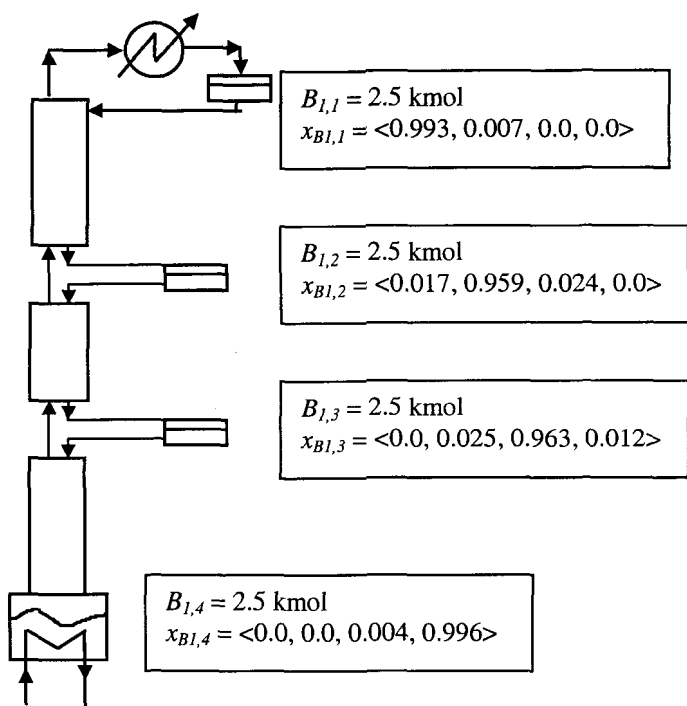 B1,1 = 2.5 kmol
xB1,1 = <0.993, 0.007, 0.0, 0.0>
B1,2 = 2.5 kmol
xB1,2 = <0.017, 0.959, 0.024, 0.0>
B1,3 = 2.5 kmol
xB1,3 = <0.0, 0.025, 0.963, 0.012>
B1,4 = 2.5 kmol
xB1,4 = <0.0, 0.0, 0.004, 0.996>